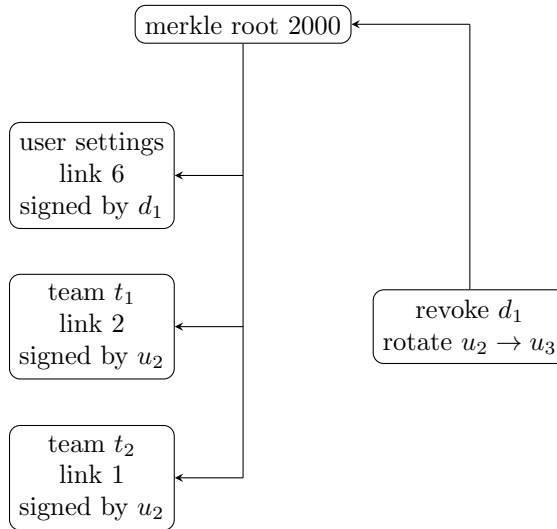 merkle root 2000
user settings
link 6
signed by d₁
team t₁
link 2
signed by u₂
revoke d₁
rotate u₂ → u₃
team t₂
link 1
signed by u₂